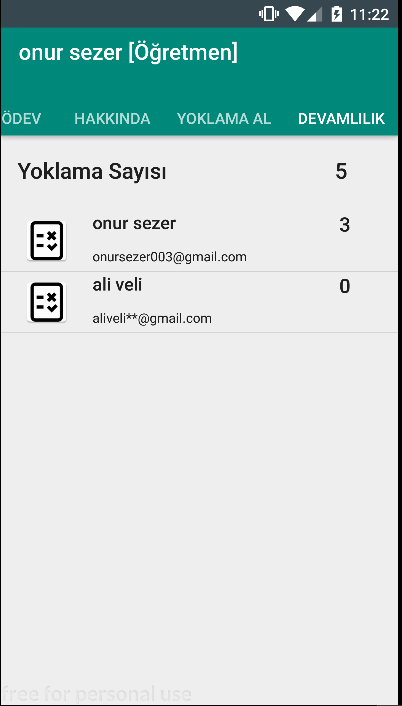 11:22
onur sezer [Öğretmen]
ÖDEV HAKKINDA YOKLAMA AL DEVAMLILIK
Yoklama Sayısı 5
onur sezer 3
onursezer003@gmail.com
ali veli 0
aliveli**@gmail.com
free for personal use